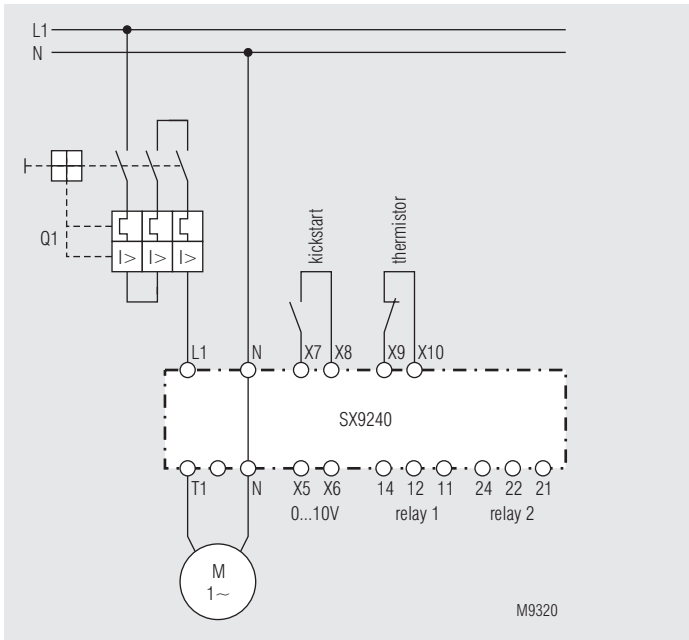 L1
N
Q1
I> I> I>
kickstart
thermistor
L1 N X7 X8 X9 X10
SX9240
T1 N X5 X6 14 12 11 24 22 21
0...10V relay 1 relay 2
M
1~
M9320